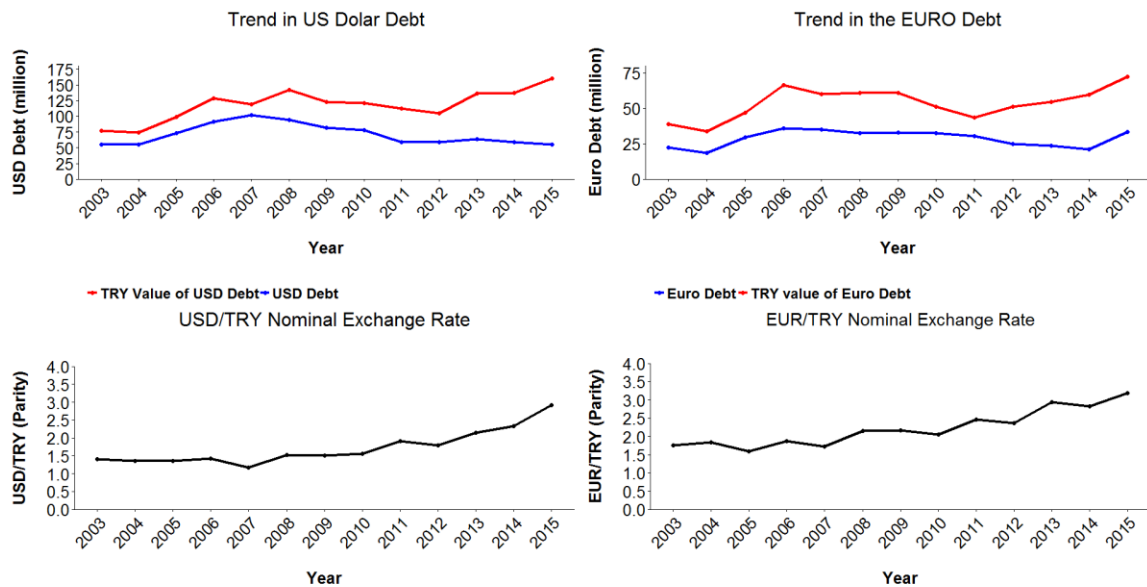 Trend in US Dolar Debt
USD Debt (million)
175
150
125
100
75
50
25
0
2003 2004 2005 2006 2007 2008 2009 2010 2011 2012 2013 2014 2015
Year
TRY Value of USD Debt USD Debt
Trend in the EURO Debt
Euro Debt (million)
75
50
25
0
2003 2004 2005 2006 2007 2008 2009 2010 2011 2012 2013 2014 2015
Year
Euro Debt TRY value of Euro Debt
USD/TRY Nominal Exchange Rate
USD/TRY (Parity)
4.0
3.5
3.0
2.5
2.0
1.5
1.0
0.5
0.0
2003 2004 2005 2006 2007 2008 2009 2010 2011 2012 2013 2014 2015
Year
EUR/TRY Nominal Exchange Rate
EUR/TRY (Parity)
4.0
3.5
3.0
2.5
2.0
1.5
1.0
0.5
0.0
2003 2004 2005 2006 2007 2008 2009 2010 2011 2012 2013 2014 2015
Year